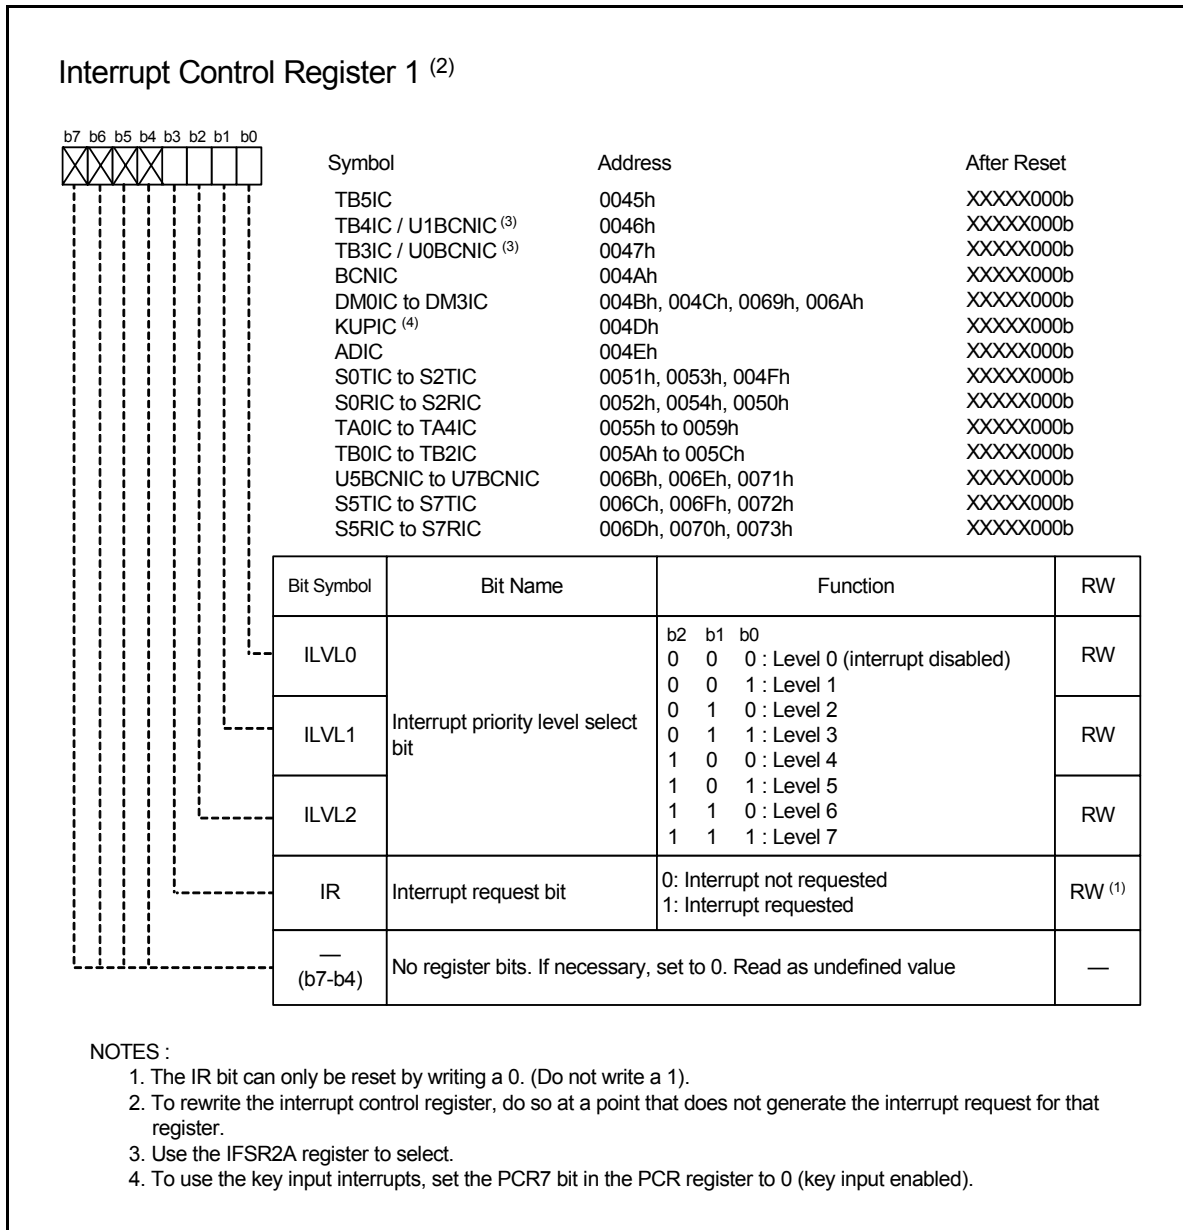 Interrupt Control Register 1 (2)
b7 b6 b5 b4 b3 b2 b1 b0
Symbol Address After Reset
TB5IC 0045h XXXXX000b
TB4IC / U1BCNIC (3) 0046h XXXXX000b
TB3IC / U0BCNIC (3) 0047h XXXXX000b
BCNIC 004Ah XXXXX000b
DM0IC to DM3IC 004Bh, 004Ch, 0069h, 006Ah XXXXX000b
KUPIC (4) 004Dh XXXXX000b
ADIC 004Eh XXXXX000b
S0TIC to S2TIC 0051h, 0053h, 004Fh XXXXX000b
S0RIC to S2RIC 0052h, 0054h, 0050h XXXXX000b
TA0IC to TA4IC 0055h to 0059h XXXXX000b
TB0IC to TB2IC 005Ah to 005Ch XXXXX000b
U5BCNIC to U7BCNIC 006Bh, 006Eh, 0071h XXXXX000b
S5TIC to S7TIC 006Ch, 006Fh, 0072h XXXXX000b
S5RIC to S7RIC 006Dh, 0070h, 0073h XXXXX000b
Bit Symbol Bit Name Function RW
ILVL0 RW
ILVL1 RW
ILVL2 RW
Interrupt priority level select
bit
b2 b1 b0
0 0 0 : Level 0 (interrupt disabled)
0 0 1 : Level 1
0 1 0 : Level 2
0 1 1 : Level 3
1 0 0 : Level 4
1 0 1 : Level 5
1 1 0 : Level 6
1 1 1 : Level 7
IR Interrupt request bit 0: Interrupt not requested RW (1)
1: Interrupt requested
—
(b7-b4) No register bits. If necessary, set to 0. Read as undefined value —
NOTES :
1. The IR bit can only be reset by writing a 0. (Do not write a 1).
2. To rewrite the interrupt control register, do so at a point that does not generate the interrupt request for that
register.
3. Use the IFSR2A register to select.
4. To use the key input interrupts, set the PCR7 bit in the PCR register to 0 (key input enabled).